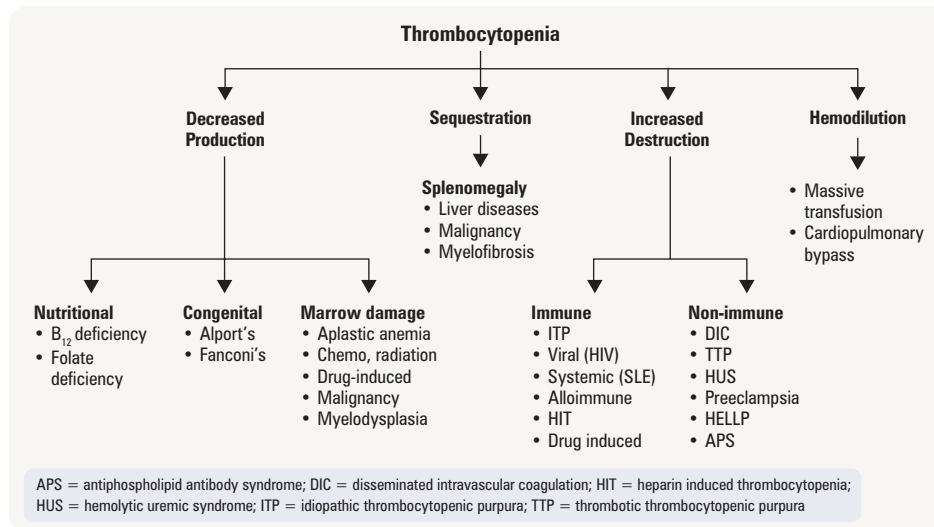 Thrombocytopenia
Decreased
Production
Sequestration
Increased
Destruction
Hemodilution
Splenomegaly
• Liver diseases
• Malignancy
• Myelofibrosis
• Massive
transfusion
• Cardiopulmonary
bypass
Nutritional
• B12 deficiency
• Folate
deficiency
Congenital
• Alport's
• Fanconi's
Marrow damage
• Aplastic anemia
• Chemo, radiation
• Drug-induced
• Malignancy
• Myelodysplasia
Immune
• ITP
• Viral (HIV)
• Systemic (SLE)
• Alloimmune
• HIT
• Drug induced
Non-immune
• DIC
• TTP
• HUS
• Preeclampsia
• HELLP
• APS
APS = antiphospholipid antibody syndrome; DIC = disseminated intravascular coagulation; HIT = heparin induced thrombocytopenia;
HUS = hemolytic uremic syndrome; ITP = idiopathic thrombocytopenic purpura; TTP = thrombotic thrombocytopenic purpura